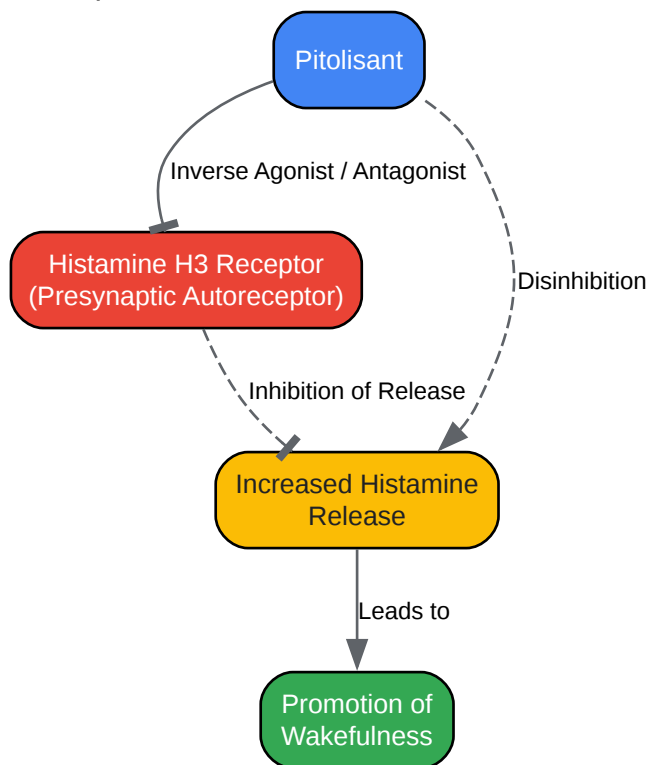 Pitolisant
Inverse Agonist / Antagonist
Histamine H3 Receptor
(Presynaptic Autoreceptor)
Disinhibition
Inhibition of Release
Increased Histamine
Release
Leads to
Promotion of
Wakefulness